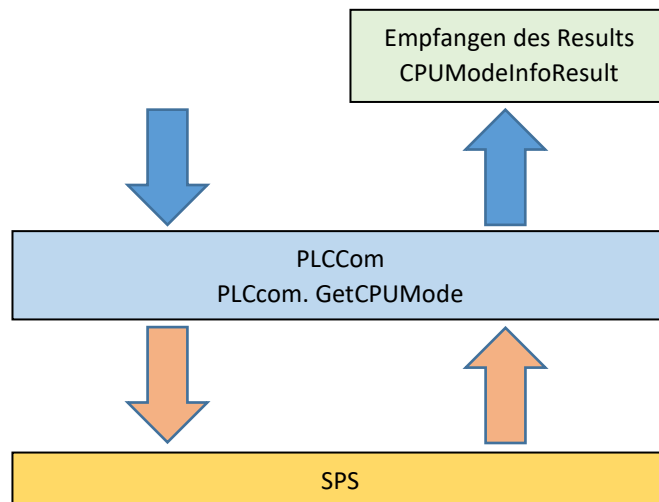 Empfangen des Results
CPUModeInfoResult
PLCCom
PLCcom. GetCPUMode
SPS